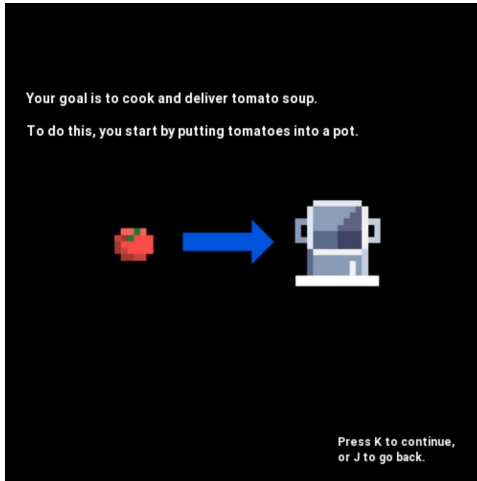 Your goal is to cook and deliver tomato soup.
To do this, you start by putting tomatoes into a pot.
Press K to continue,
or J to go back.